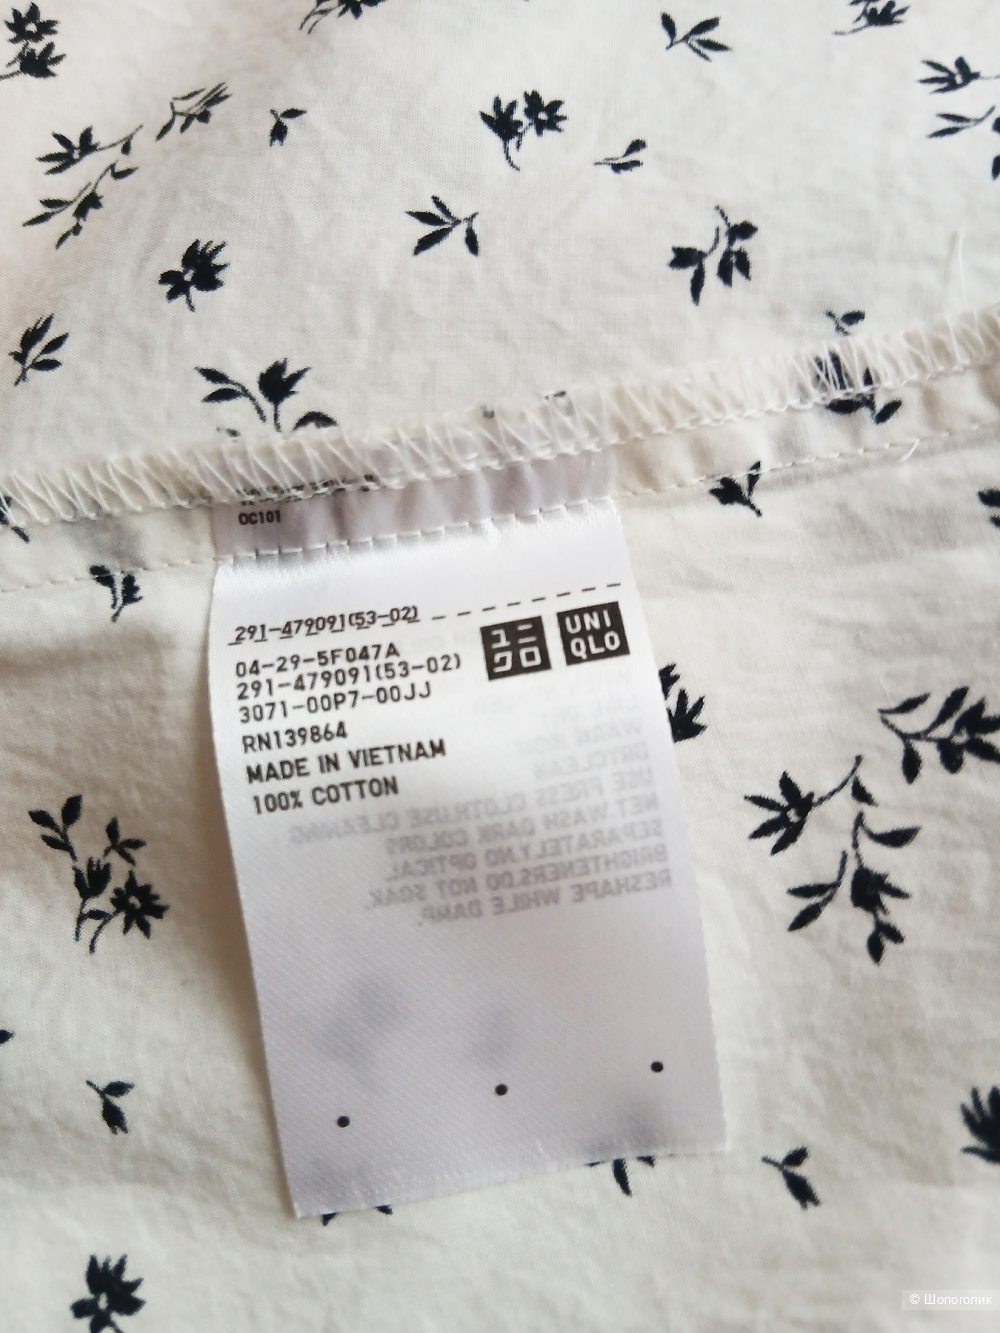 OC101
291-479091(53-02)
04-29-5F047A
291-479091(53-02)
3071-00P7-00JJ
ユニ
クロ
UNI
QLO
RN139864
MADE IN VIETNAM
100% COTTON
DRYCLEAN
USE PRESS CLOTH.USE CLEANING
NET.WASH DARK COLORS
SEPARATELY.NO OPTICAL
BRIGHTENERS.DO NOT SOAK.
RESHAPE WHILE DAMP.
© Шопоголик